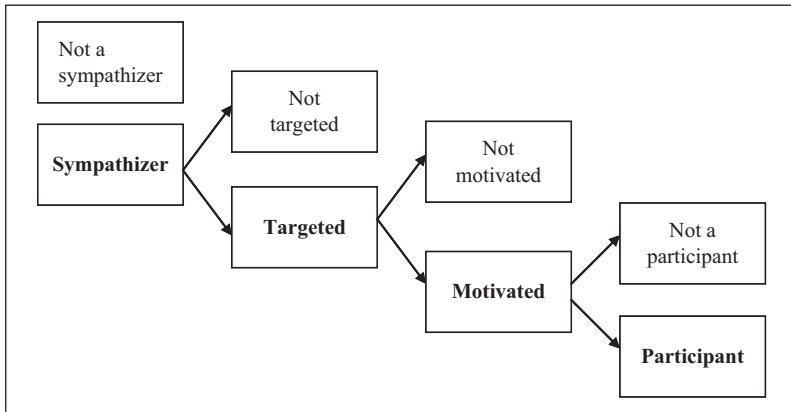 Not a
sympathizer
Sympathizer
Not
targeted
Targeted
Not
motivated
Motivated
Not a
participant
Participant